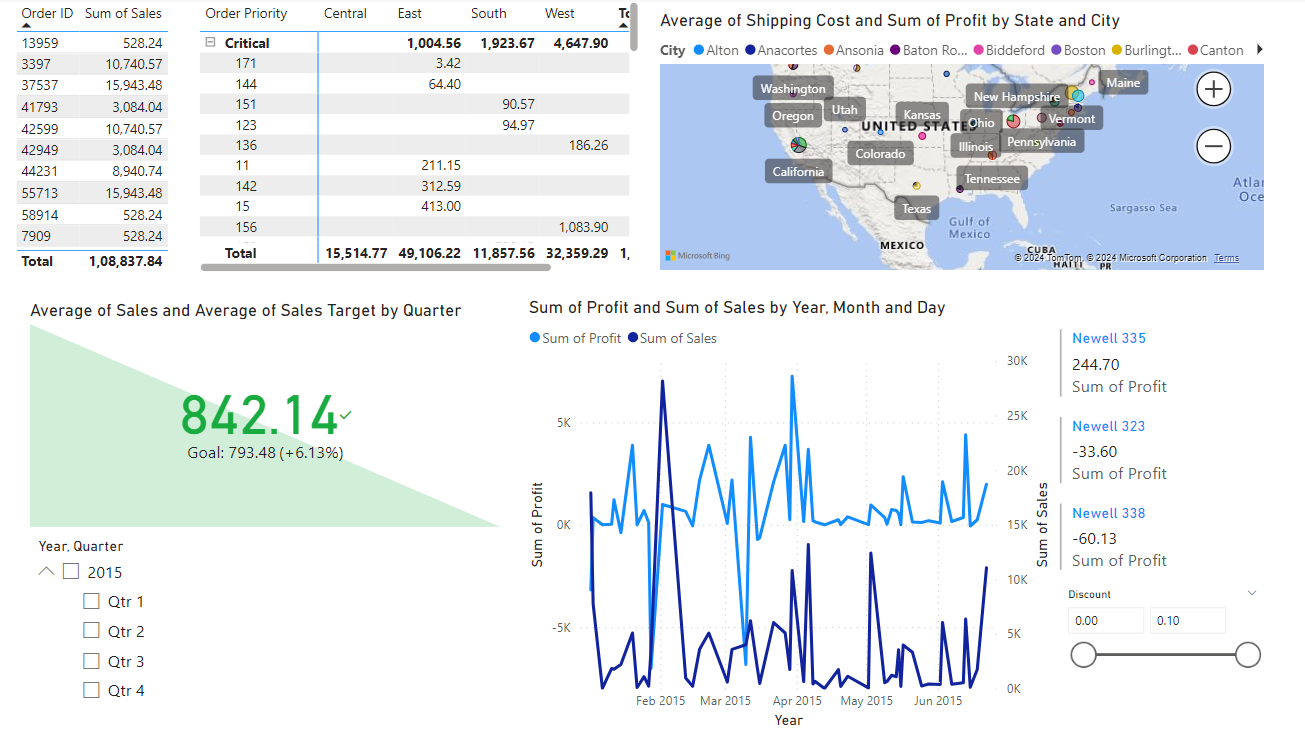 Order ID Sum of Sales
13959 528.24
3397 10,740.57
37537 15,943.48
41793 3,084.04
42599 10,740.57
42949 3,084.04
44231 8,940.74
55713 15,943.48
58914 528.24
7909 528.24
Total 1,08,837.84
Order Priority Central East South West To
Critical 1,004.56 1,923.67 4,647.90
171 3.42
144 64.40
151 90.57
123 94.97
136 186.26
11 211.15
142 312.59
15 413.00
156 1,083.90
Total 15,514.77 49,106.22 11,857.56 32,359.29 1,
Average of Shipping Cost and Sum of Profit by State and City
City Alton Anacortes Ansonia Baton Ro... Biddeford Boston Burlingt... Canton
Washington
Maine
New Hampshire
Oregon
Utah
Kansas
Vermont
UNITED STATES
Ohio
Colorado
Illinois
Pennsylvania
California
Tennessee
Atlan
Oce
Texas
Sargasso Sea
Gulf of
Mexico
MEXICO
CUBA
HAITI PR
Microsoft Bing
© 2024 TomTom, © 2024 Microsoft Corporation Terms
Average of Sales and Average of Sales Target by Quarter
842.14
Goal: 793.48 (+6.13%)
Year, Quarter
2015
Qtr 1
Qtr 2
Qtr 3
Qtr 4
Sum of Profit and Sum of Sales by Year, Month and Day
Sum of Profit Sum of Sales
Sum of Profit
5K
0K
-5K
30K
25K
20K
15K
10K
5K
0K
Sum of Sales
Feb 2015 Mar 2015 Apr 2015 May 2015 Jun 2015
Year
Newell 335
244.70
Sum of Profit
Newell 323
-33.60
Sum of Profit
Newell 338
-60.13
Sum of Profit
Discount
0.00 0.10